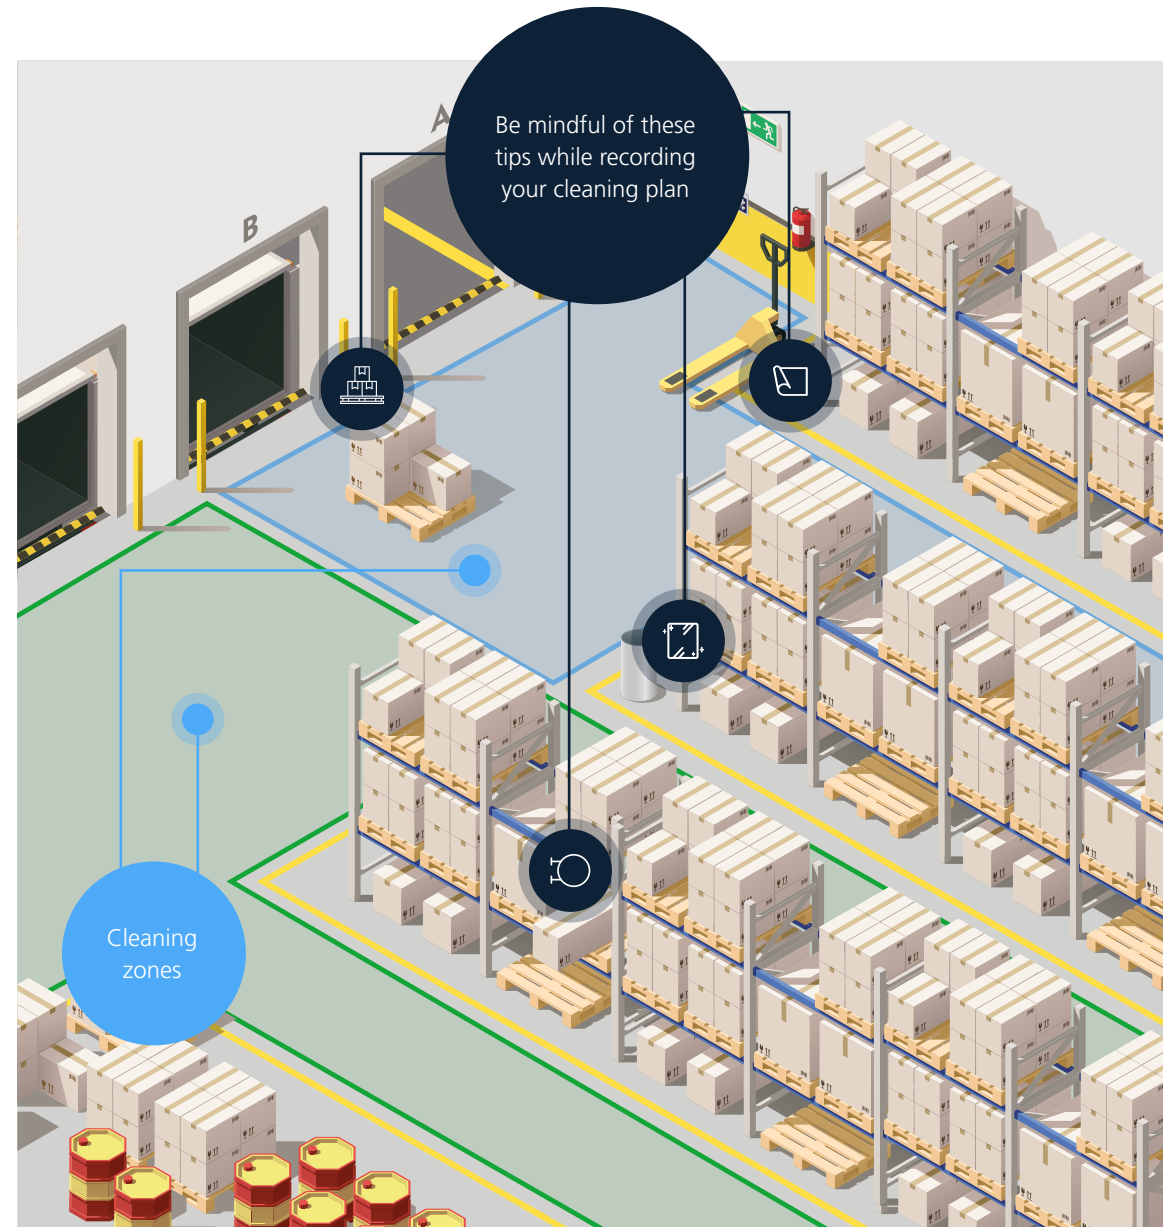 Be mindful of these
tips while recording
your cleaning plan
A
B
Cleaning
zones